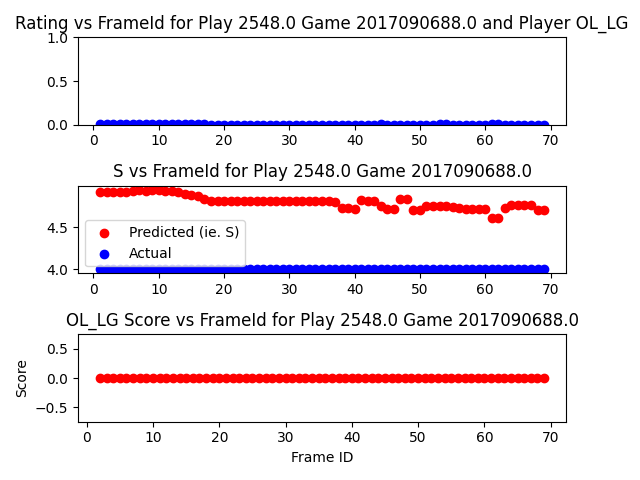 Rating vs FrameId for Play 2548.0 Game 2017090688.0 and Player OL_LG
1.0
0.5
0.0
0 10 20 30 40 50 60 70
S vs FrameId for Play 2548.0 Game 2017090688.0
4.5
4.0
Predicted (ie. S)
Actual
0 10 20 30 40 50 60 70
OL_LG Score vs FrameId for Play 2548.0 Game 2017090688.0
Score
0.5
0.0
−0.5
0 10 20 30 40 50 60 70
Frame ID